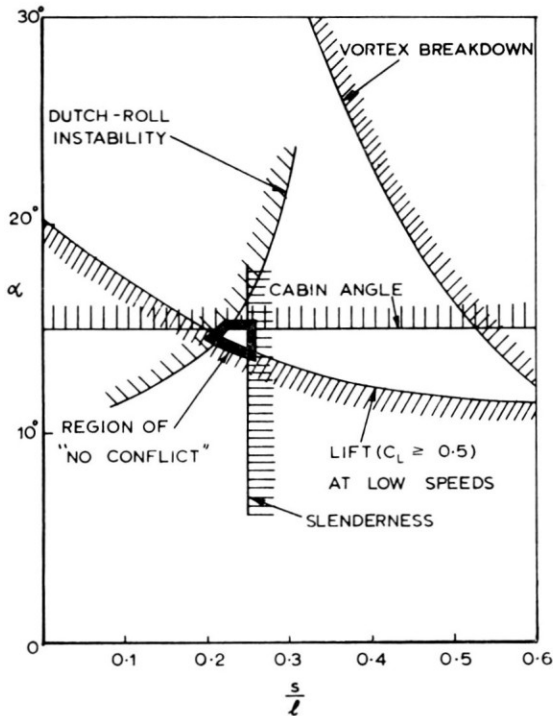 30°
VORTEX BREAKDOWN
DUTCH-ROLL
INSTABILITY
20°
α
CABIN ANGLE
REGION OF
"NO CONFLICT"
10°
LIFT (C_L ≥ 0.5)
AT LOW SPEEDS
SLENDERNESS
0
0.1
0.2
0.3
0.4
0.5
0.6
s
ℓ